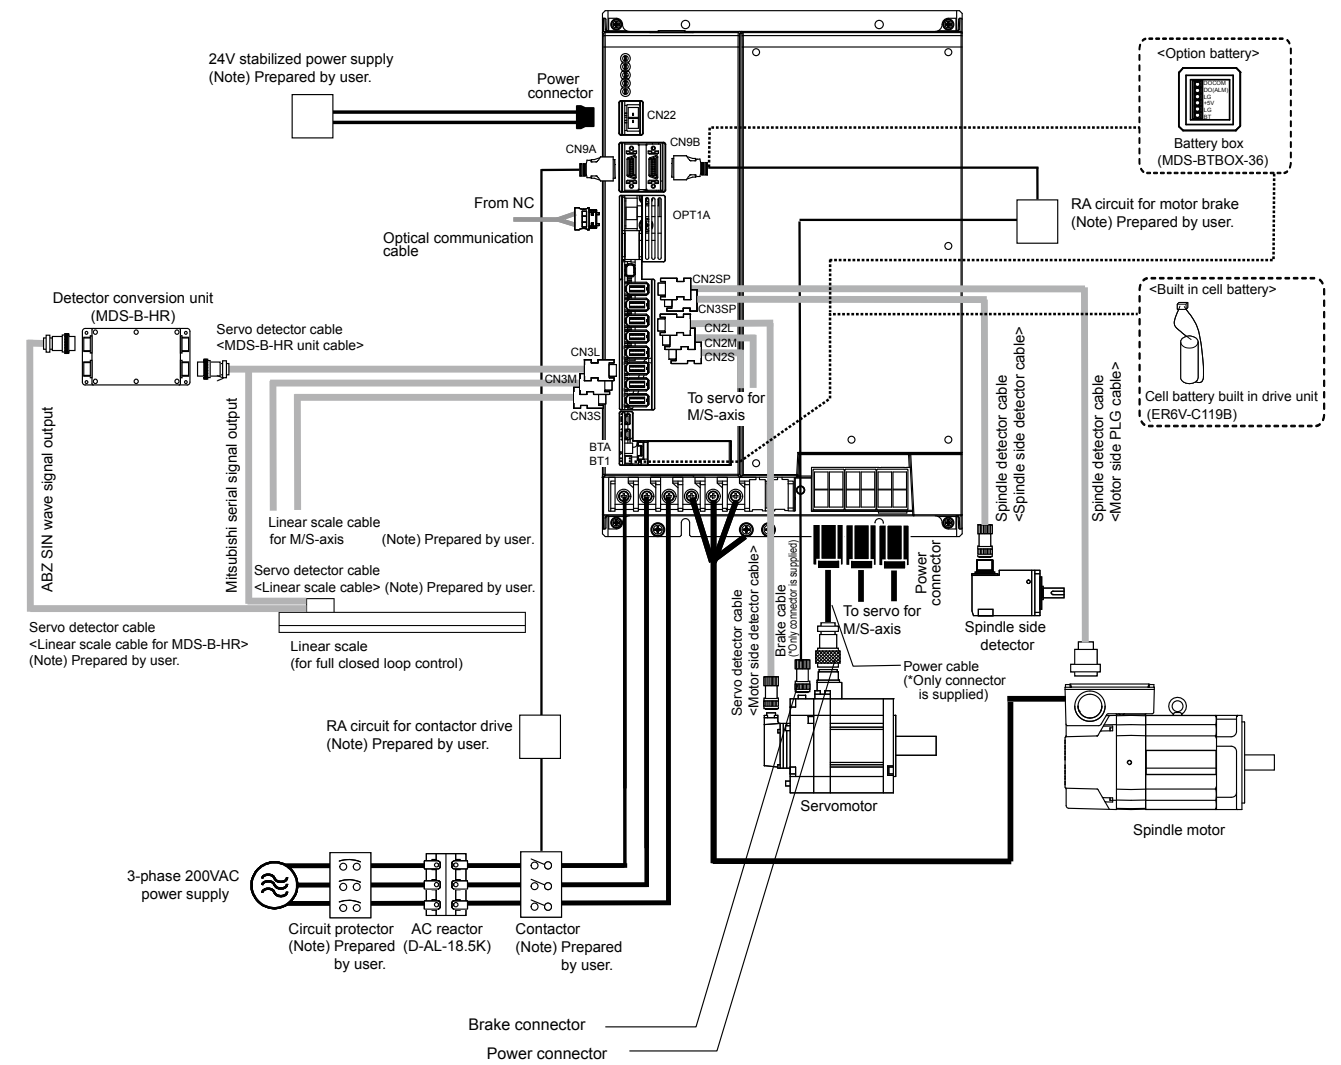 24V stabilized power supply
(Note) Prepared by user.
Power
connector
CN22
CN9A
CN9B
<Option battery>
DOCOM
DO(ALM)
LG
+5V
LG
BT
Battery box
(MDS-BTBOX-36)
From NC
Optical communication
cable
OPT1A
RA circuit for motor brake
(Note) Prepared by user.
CN2SP
CN3SP
CN2L
CN2M
CN2S
<Built in cell battery>
Cell battery built in drive unit
(ER6V-C119B)
Detector conversion unit
(MDS-B-HR)
Servo detector cable
<MDS-B-HR unit cable>
CN3L
CN3M
CN3S
To servo for
M/S-axis
BTA
BT1
ABZ SIN wave signal output
Mitsubishi serial signal output
Linear scale cable
for M/S-axis
(Note) Prepared by user.
Servo detector cable
<Linear scale cable> (Note) Prepared by user.
Servo detector cable
<Linear scale cable for MDS-B-HR>
(Note) Prepared by user.
Linear scale
(for full closed loop control)
Spindle detector cable
<Spindle side detector cable>
Spindle detector cable
<Motor side PLG cable>
Servo detector cable
<Motor side detector cable>
Brake cable
(*Only connector is supplied)
Power
connector
To servo for
M/S-axis
Spindle side
detector
Power cable
(*Only connector
is supplied)
RA circuit for contactor drive
(Note) Prepared by user.
Servomotor
Spindle motor
3-phase 200VAC
power supply
Circuit protector
(Note) Prepared
by user.
AC reactor
(D-AL-18.5K)
Contactor
(Note) Prepared
by user.
Brake connector
Power connector